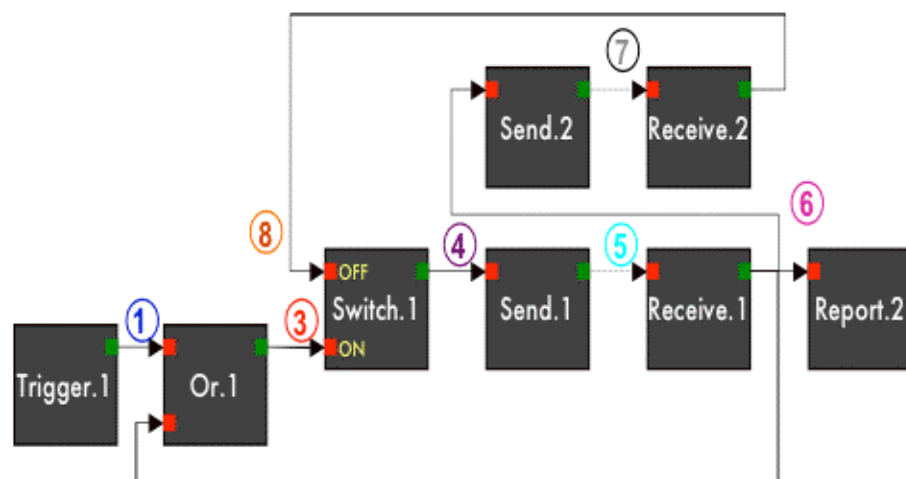 7
Send.2
Receive.2
6
8
4
5
OFF
Switch.1
ON
Send.1
Receive.1
Report.2
1
3
Trigger.1
Or.1